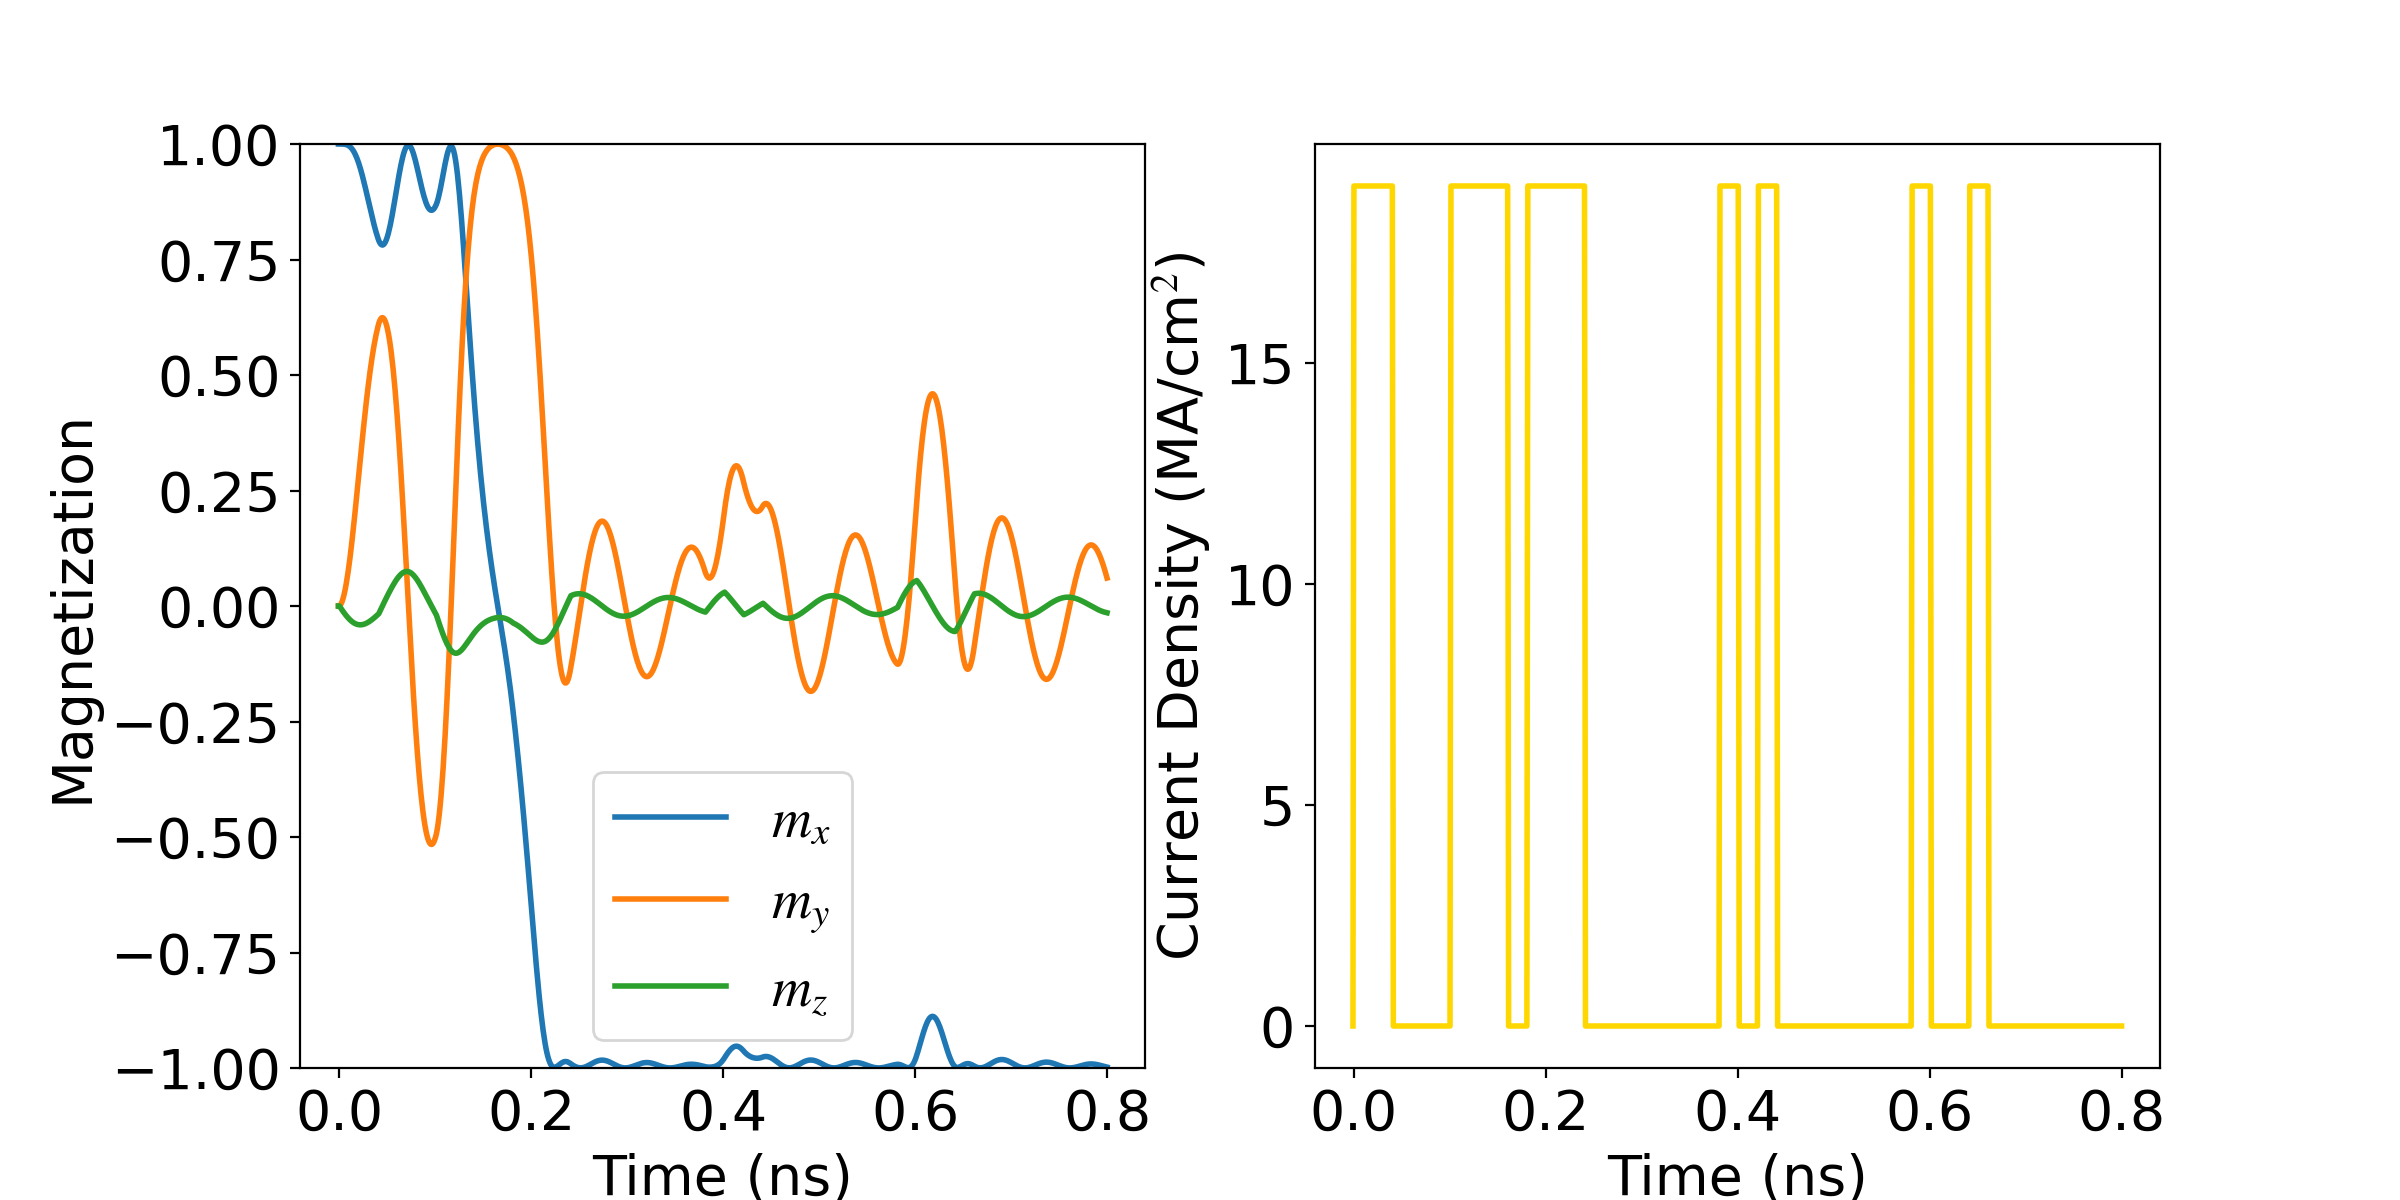 1.00
0.75
0.50
0.25
0.00
−0.25
−0.50
−0.75
−1.00
Magnetization
0.0 0.2 0.4 0.6 0.8
Time (ns)
m_x
m_y
m_z
Current Density (MA/cm²)
15
10
5
0
0.0 0.2 0.4 0.6 0.8
Time (ns)